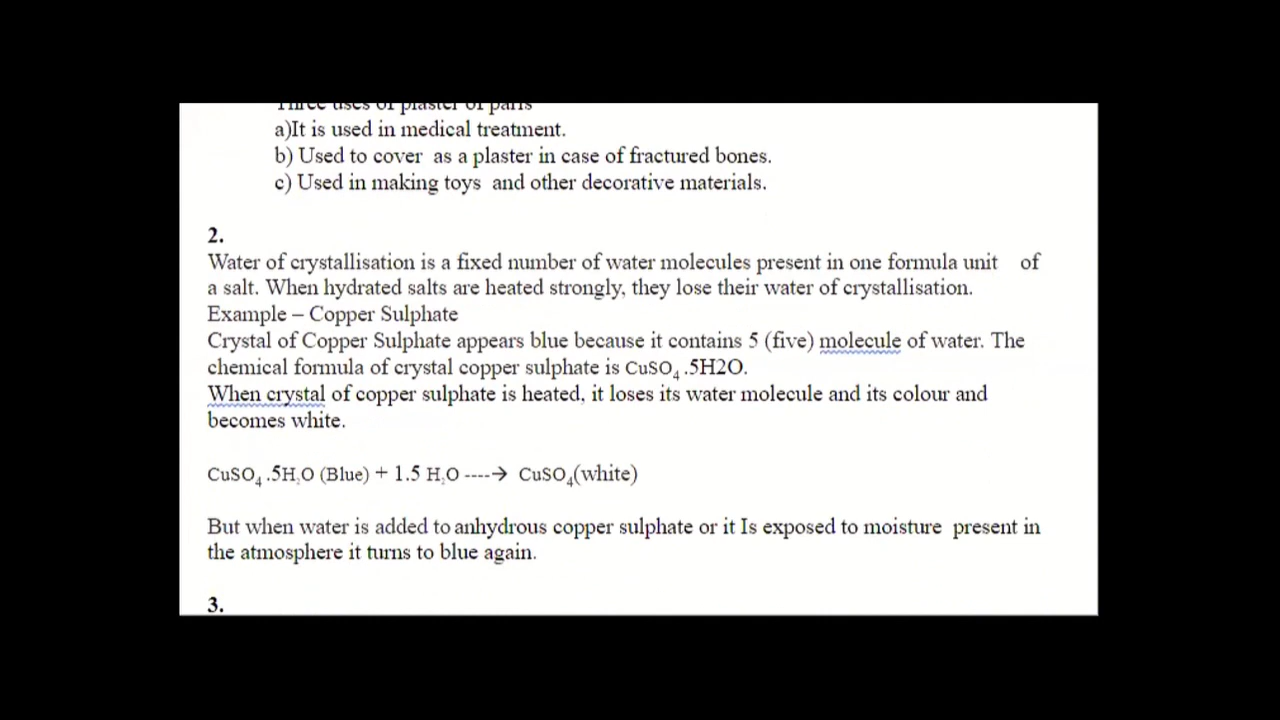 Three uses of plaster of paris
a)It is used in medical treatment.
b) Used to cover as a plaster in case of fractured bones.
c) Used in making toys and other decorative materials.
2.
Water of crystallisation is a fixed number of water molecules present in one formula unit of
a salt. When hydrated salts are heated strongly, they lose their water of crystallisation.
Example – Copper Sulphate
Crystal of Copper Sulphate appears blue because it contains 5 (five) molecule of water. The
chemical formula of crystal copper sulphate is CuSO₄ .5H2O.
When crystal of copper sulphate is heated, it loses its water molecule and its colour and
becomes white.
CuSO₄ .5H₂O (Blue) + 1.5 H₂O ----→ CuSO₄(white)
But when water is added to anhydrous copper sulphate or it Is exposed to moisture present in
the atmosphere it turns to blue again.
3.